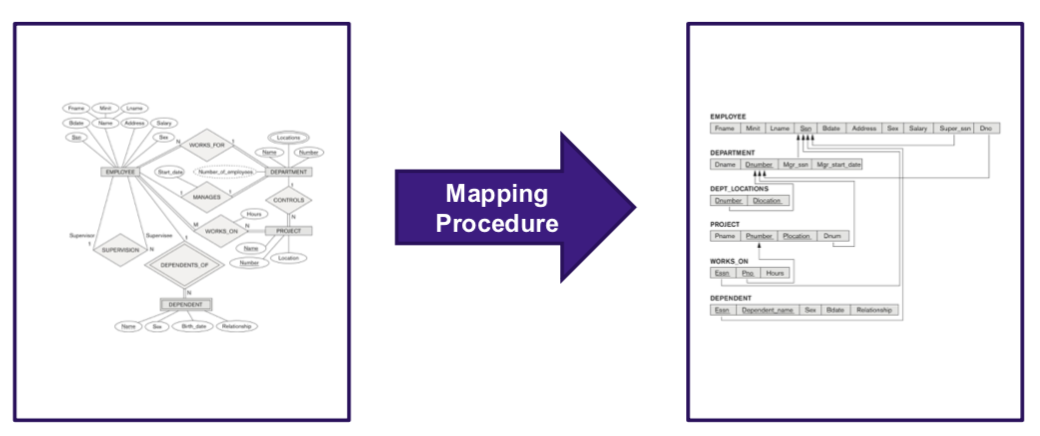 Fname Minit Lname
Bdate Name Address Salary
Ssn Sex
N WORKS_FOR 1
Locations
Name Number
EMPLOYEE Start_date Number_of_employees DEPARTMENT
1 MANAGES 1 1
CONTROLS
Hours
M WORKS_ON N N
PROJECT
Supervisor Supervisee
1 SUPERVISION N
Name
Number Location
DEPENDENTS_OF
N
DEPENDENT
Name Sex Birth_date Relationship
Mapping
Procedure
EMPLOYEE
Fname Minit Lname Ssn Bdate Address Sex Salary Super_ssn Dno
DEPARTMENT
Dname Dnumber Mgr_ssn Mgr_start_date
DEPT_LOCATIONS
Dnumber Dlocation
PROJECT
Pname Pnumber Plocation Dnum
WORKS_ON
Essn Pno Hours
DEPENDENT
Essn Dependent_name Sex Bdate Relationship